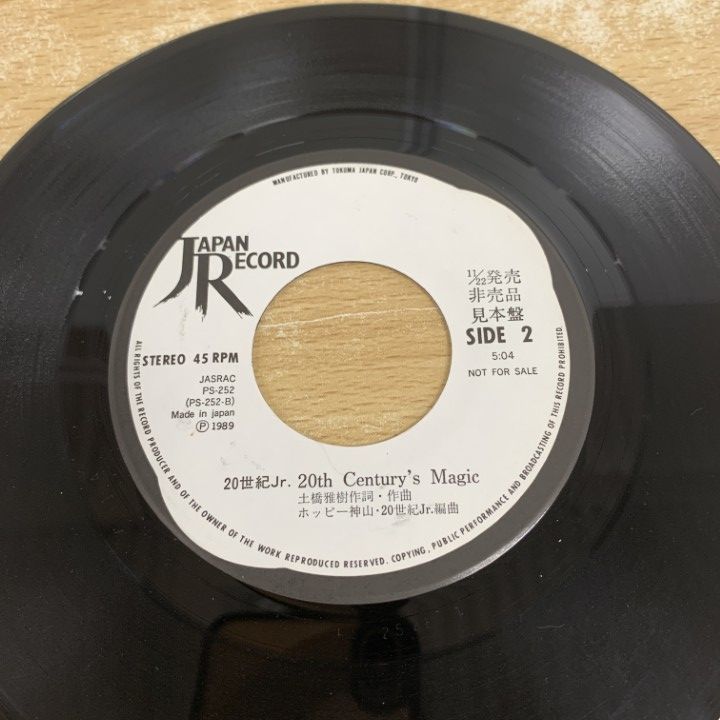 MANUFACTURED BY TOKUMA JAPAN CORP., TOKYO
JAPAN
RECORD
11/22発売
非売品
見本盤
SIDE 2
5:04
NOT FOR SALE
STEREO 45 RPM
JASRAC
PS-252
(PS-252-B)
Made in japan
Ⓟ 1989
20世紀Jr. 20th Century's Magic
土橋雅樹作詞・作曲
ホッピー神山・20世紀Jr.編曲
ALL RIGHTS OF THE RECORD PRODUCER AND OF THE OWNER OF THE WORK REPRODUCED RESERVED. COPYING, PUBLIC PERFORMANCE AND BROADCASTING OF THIS RECORD PROHIBITED.